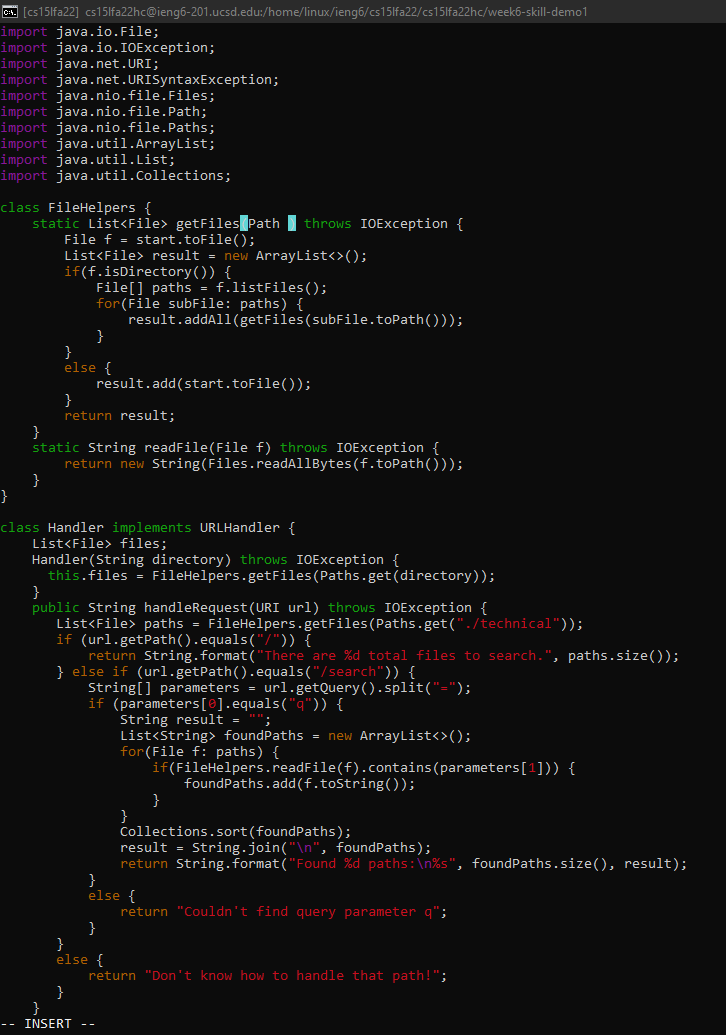 [cs15lfa22] cs15lfa22hc@ieng6-201.ucsd.edu:/home/linux/ieng6/cs15lfa22/cs15lfa22hc/week6-skill-demo1
import java.io.File;
import java.io.IOException;
import java.net.URI;
import java.net.URISyntaxException;
import java.nio.file.Files;
import java.nio.file.Path;
import java.nio.file.Paths;
import java.util.ArrayList;
import java.util.List;
import java.util.Collections;

class FileHelpers {
    static List<File> getFiles(Path ) throws IOException {
        File f = start.toFile();
        List<File> result = new ArrayList<>();
        if(f.isDirectory()) {
            File[] paths = f.listFiles();
            for(File subFile: paths) {
                result.addAll(getFiles(subFile.toPath()));
            }
        }
        else {
            result.add(start.toFile());
        }
        return result;
    }
    static String readFile(File f) throws IOException {
        return new String(Files.readAllBytes(f.toPath()));
    }
}

class Handler implements URLHandler {
    List<File> files;
    Handler(String directory) throws IOException {
      this.files = FileHelpers.getFiles(Paths.get(directory));
    }
    public String handleRequest(URI url) throws IOException {
       List<File> paths = FileHelpers.getFiles(Paths.get("./technical"));
       if (url.getPath().equals("/")) {
           return String.format("There are %d total files to search.", paths.size());
       } else if (url.getPath().equals("/search")) {
           String[] parameters = url.getQuery().split("=");
           if (parameters[0].equals("q")) {
               String result = "";
               List<String> foundPaths = new ArrayList<>();
               for(File f: paths) {
                   if(FileHelpers.readFile(f).contains(parameters[1])) {
                       foundPaths.add(f.toString());
                   }
               }
               Collections.sort(foundPaths);
               result = String.join("\n", foundPaths);
               return String.format("Found %d paths:\n%s", foundPaths.size(), result);
           }
           else {
               return "Couldn't find query parameter q";
           }
       }
       else {
           return "Don't know how to handle that path!";
       }
    }
-- INSERT --